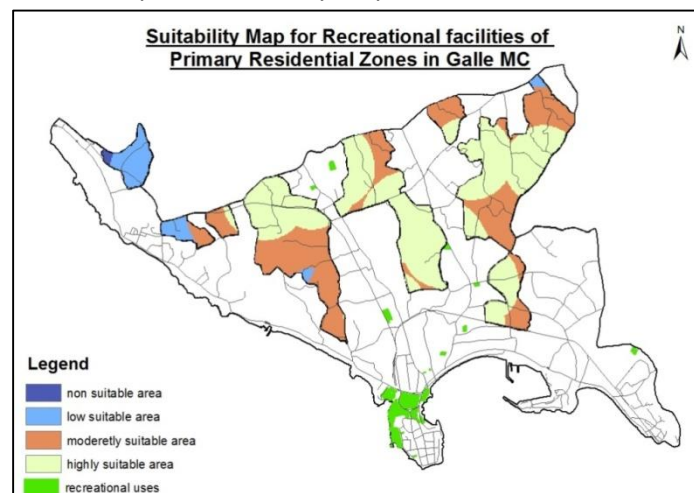 Suitability Map for Recreational facilities of
Primary Residential Zones in Galle MC
N
Legend
non suitable area
low suitable area
moderetly suitable area
highly suitable area
recreational uses